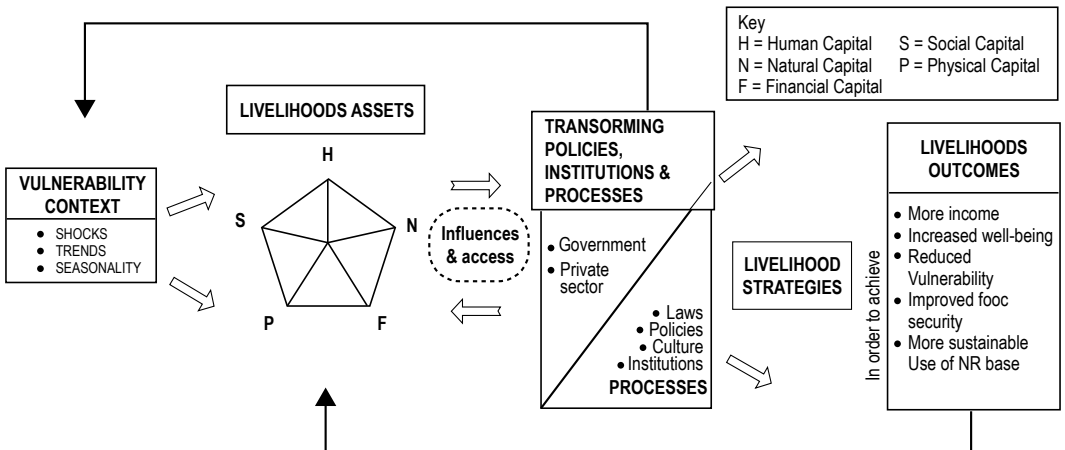 Key
H = Human Capital S = Social Capital
N = Natural Capital P = Physical Capital
F = Financial Capital
LIVELIHOODS ASSETS
VULNERABILITY
CONTEXT
● SHOCKS
● TRENDS
● SEASONALITY
H
S
N
P
F
Influences
& access
TRANSORMING
POLICIES,
INSTITUTIONS &
PROCESSES
● Government
● Private
sector
● Laws
● Policies
● Culture
● Institutions
PROCESSES
LIVELIHOOD
STRATEGIES
In order to achieve
LIVELIHOODS
OUTCOMES
● More income
● Increased well-being
● Reduced
Vulnerability
● Improved fooc
security
● More sustainable
Use of NR base